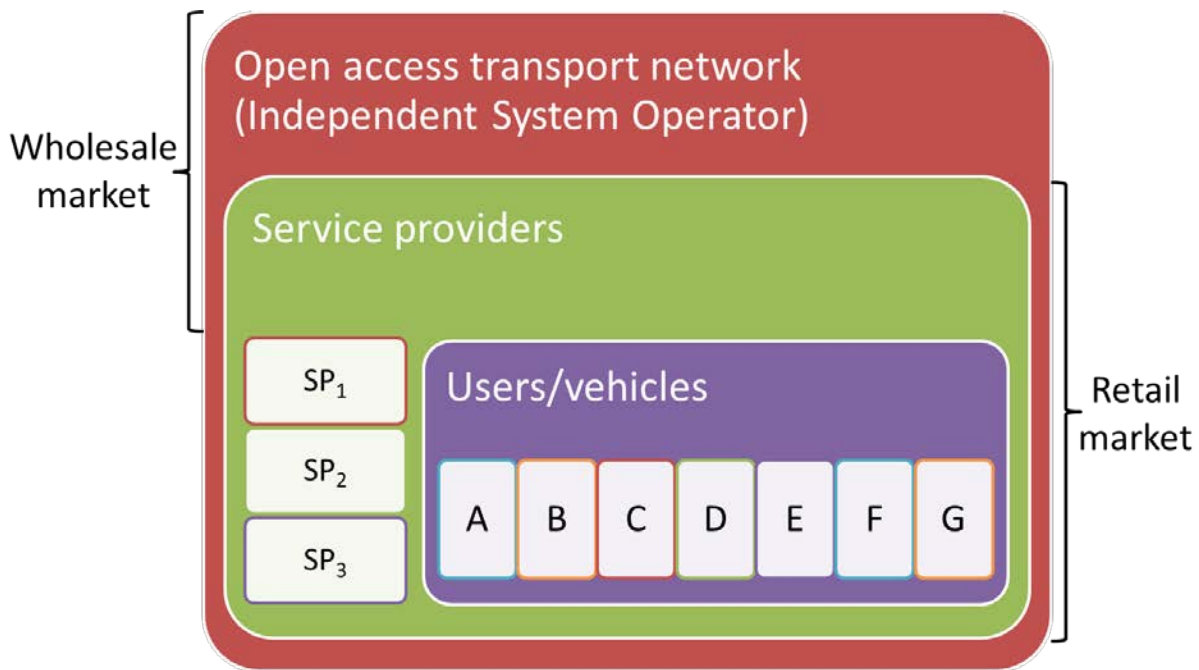 Open access transport network
(Independent System Operator)
Wholesale
market
Service providers
SP1
SP2
SP3
Users/vehicles
A B C D E F G
Retail
market